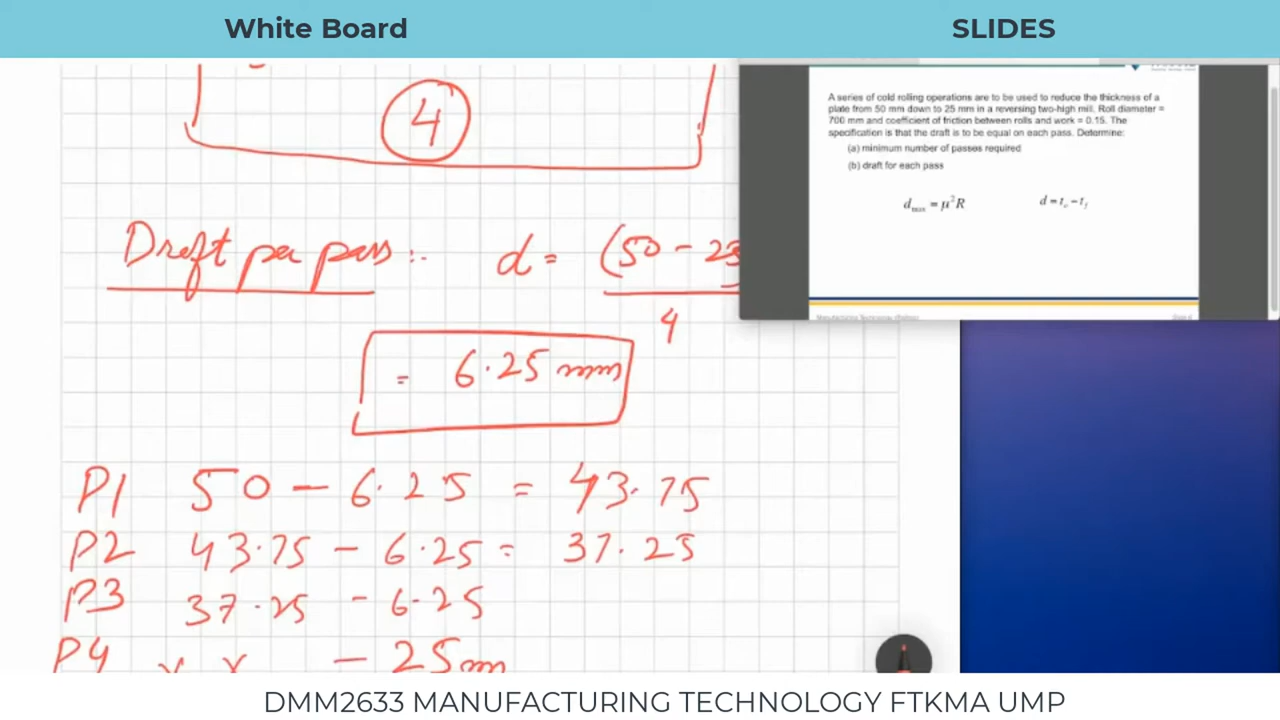 White Board
SLIDES
4
A series of cold rolling operations are to be used to reduce the thickness of a
plate from 50 mm down to 25 mm in a reversing two-high mill. Roll diameter =
700 mm and coefficient of friction between rolls and work = 0.15. The
specification is that the draft is to be equal on each pass. Determine:
(a) minimum number of passes required
(b) draft for each pass
d_max = μ²R
d = t_o − t_f
Manufacturing Technology
Draft per pass :- d = (50 - 25
4
= 6.25 mm
P1 50 - 6.25 = 43.75
P2 43.75 - 6.25 = 37.25
P3 37.25 - 6.25
P4 - 25mm
DMM2633 MANUFACTURING TECHNOLOGY FTKMA UMP